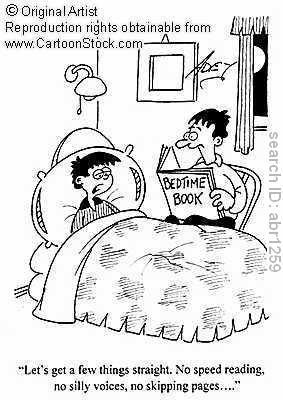 © Original Artist
Reproduction rights obtainable from
www.CartoonStock.com
ADEY
BEDTIME
BOOK
search ID: abr1259
"Let's get a few things straight. No speed reading,
no silly voices, no skipping pages...."